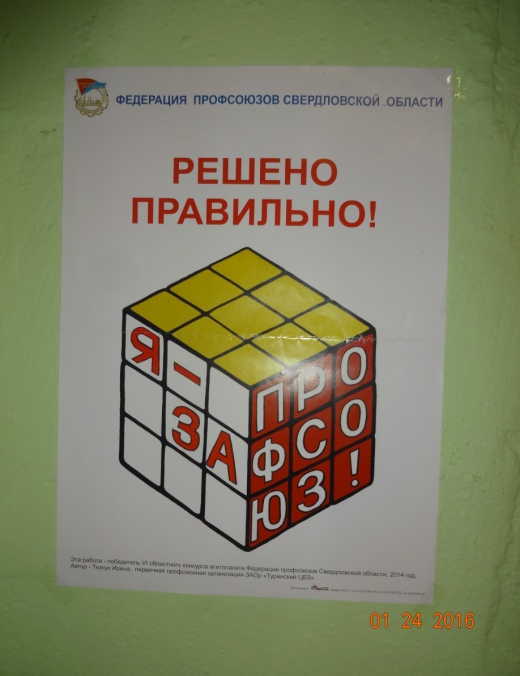 ФЕДЕРАЦИЯ ПРОФСОЮЗОВ СВЕРДЛОВСКОЙ ОБЛАСТИ
РЕШЕНО
ПРАВИЛЬНО!
Я –
ЗА
ПРО
ФСО
ЮЗ!
Эта работа - победитель VI областного конкурса агитплаката Федерации профсоюзов Свердловской области, 2014 год.
Автор - Ткачук Ирина, первичная профсоюзная организация ЗАОр «Туринский ЦБЗ».
01 24 2016